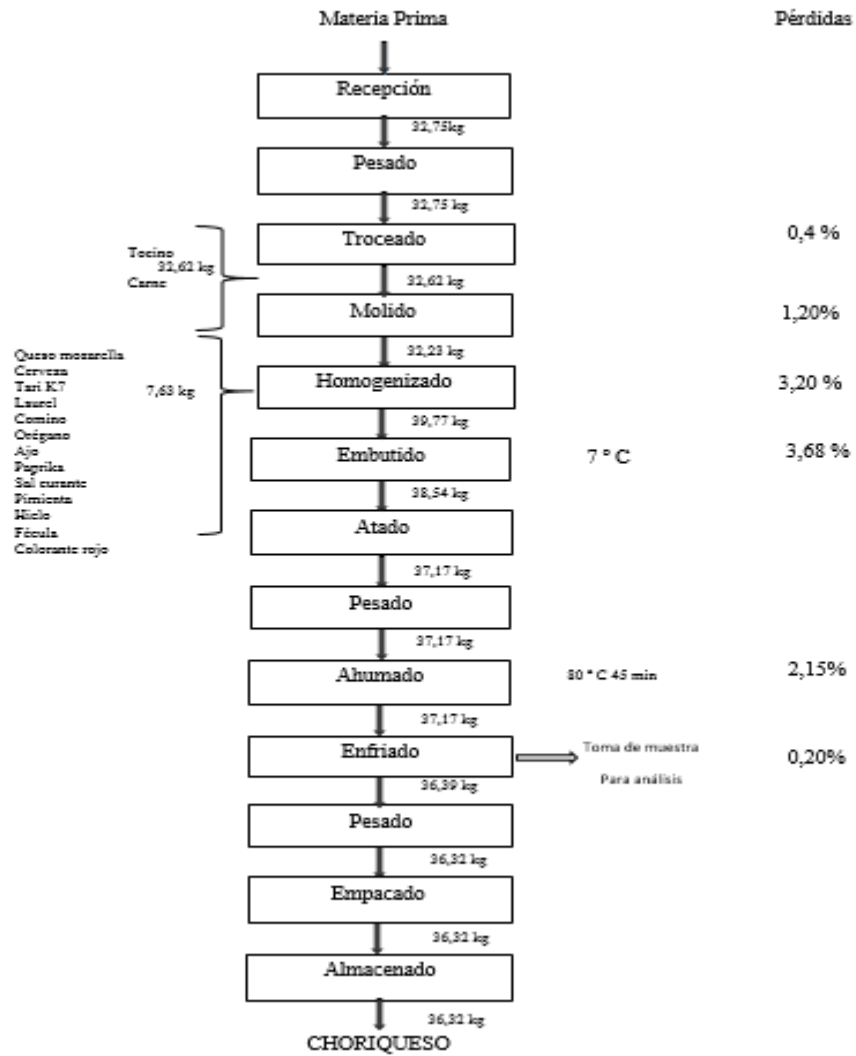 Materia Prima
Pérdidas
Recepción
32,75kg
Pesado
32,75 kg
Troceado
0,4 %
Tocino
32,62 kg
Carne
32,62 kg
Molido
1,20%
32,23 kg
Queso mozarella
Cerveza
Tari K7
Laurel
Comino
Orégano
Ajo
Paprika
Sal curante
Pimienta
Hielo
Fécula
Colorante rojo
7,63 kg
Homogenizado
3,20 %
39,77 kg
Embutido
7 ° C
3,68 %
38,54 kg
Atado
37,17 kg
Pesado
37,17 kg
Ahumado
80 ° C 45 min
2,15%
37,17 kg
Enfriado
Toma de muestra
Para análisis
0,20%
36,39 kg
Pesado
36,32 kg
Empacado
36,32 kg
Almacenado
36,32 kg
CHORIQUESO